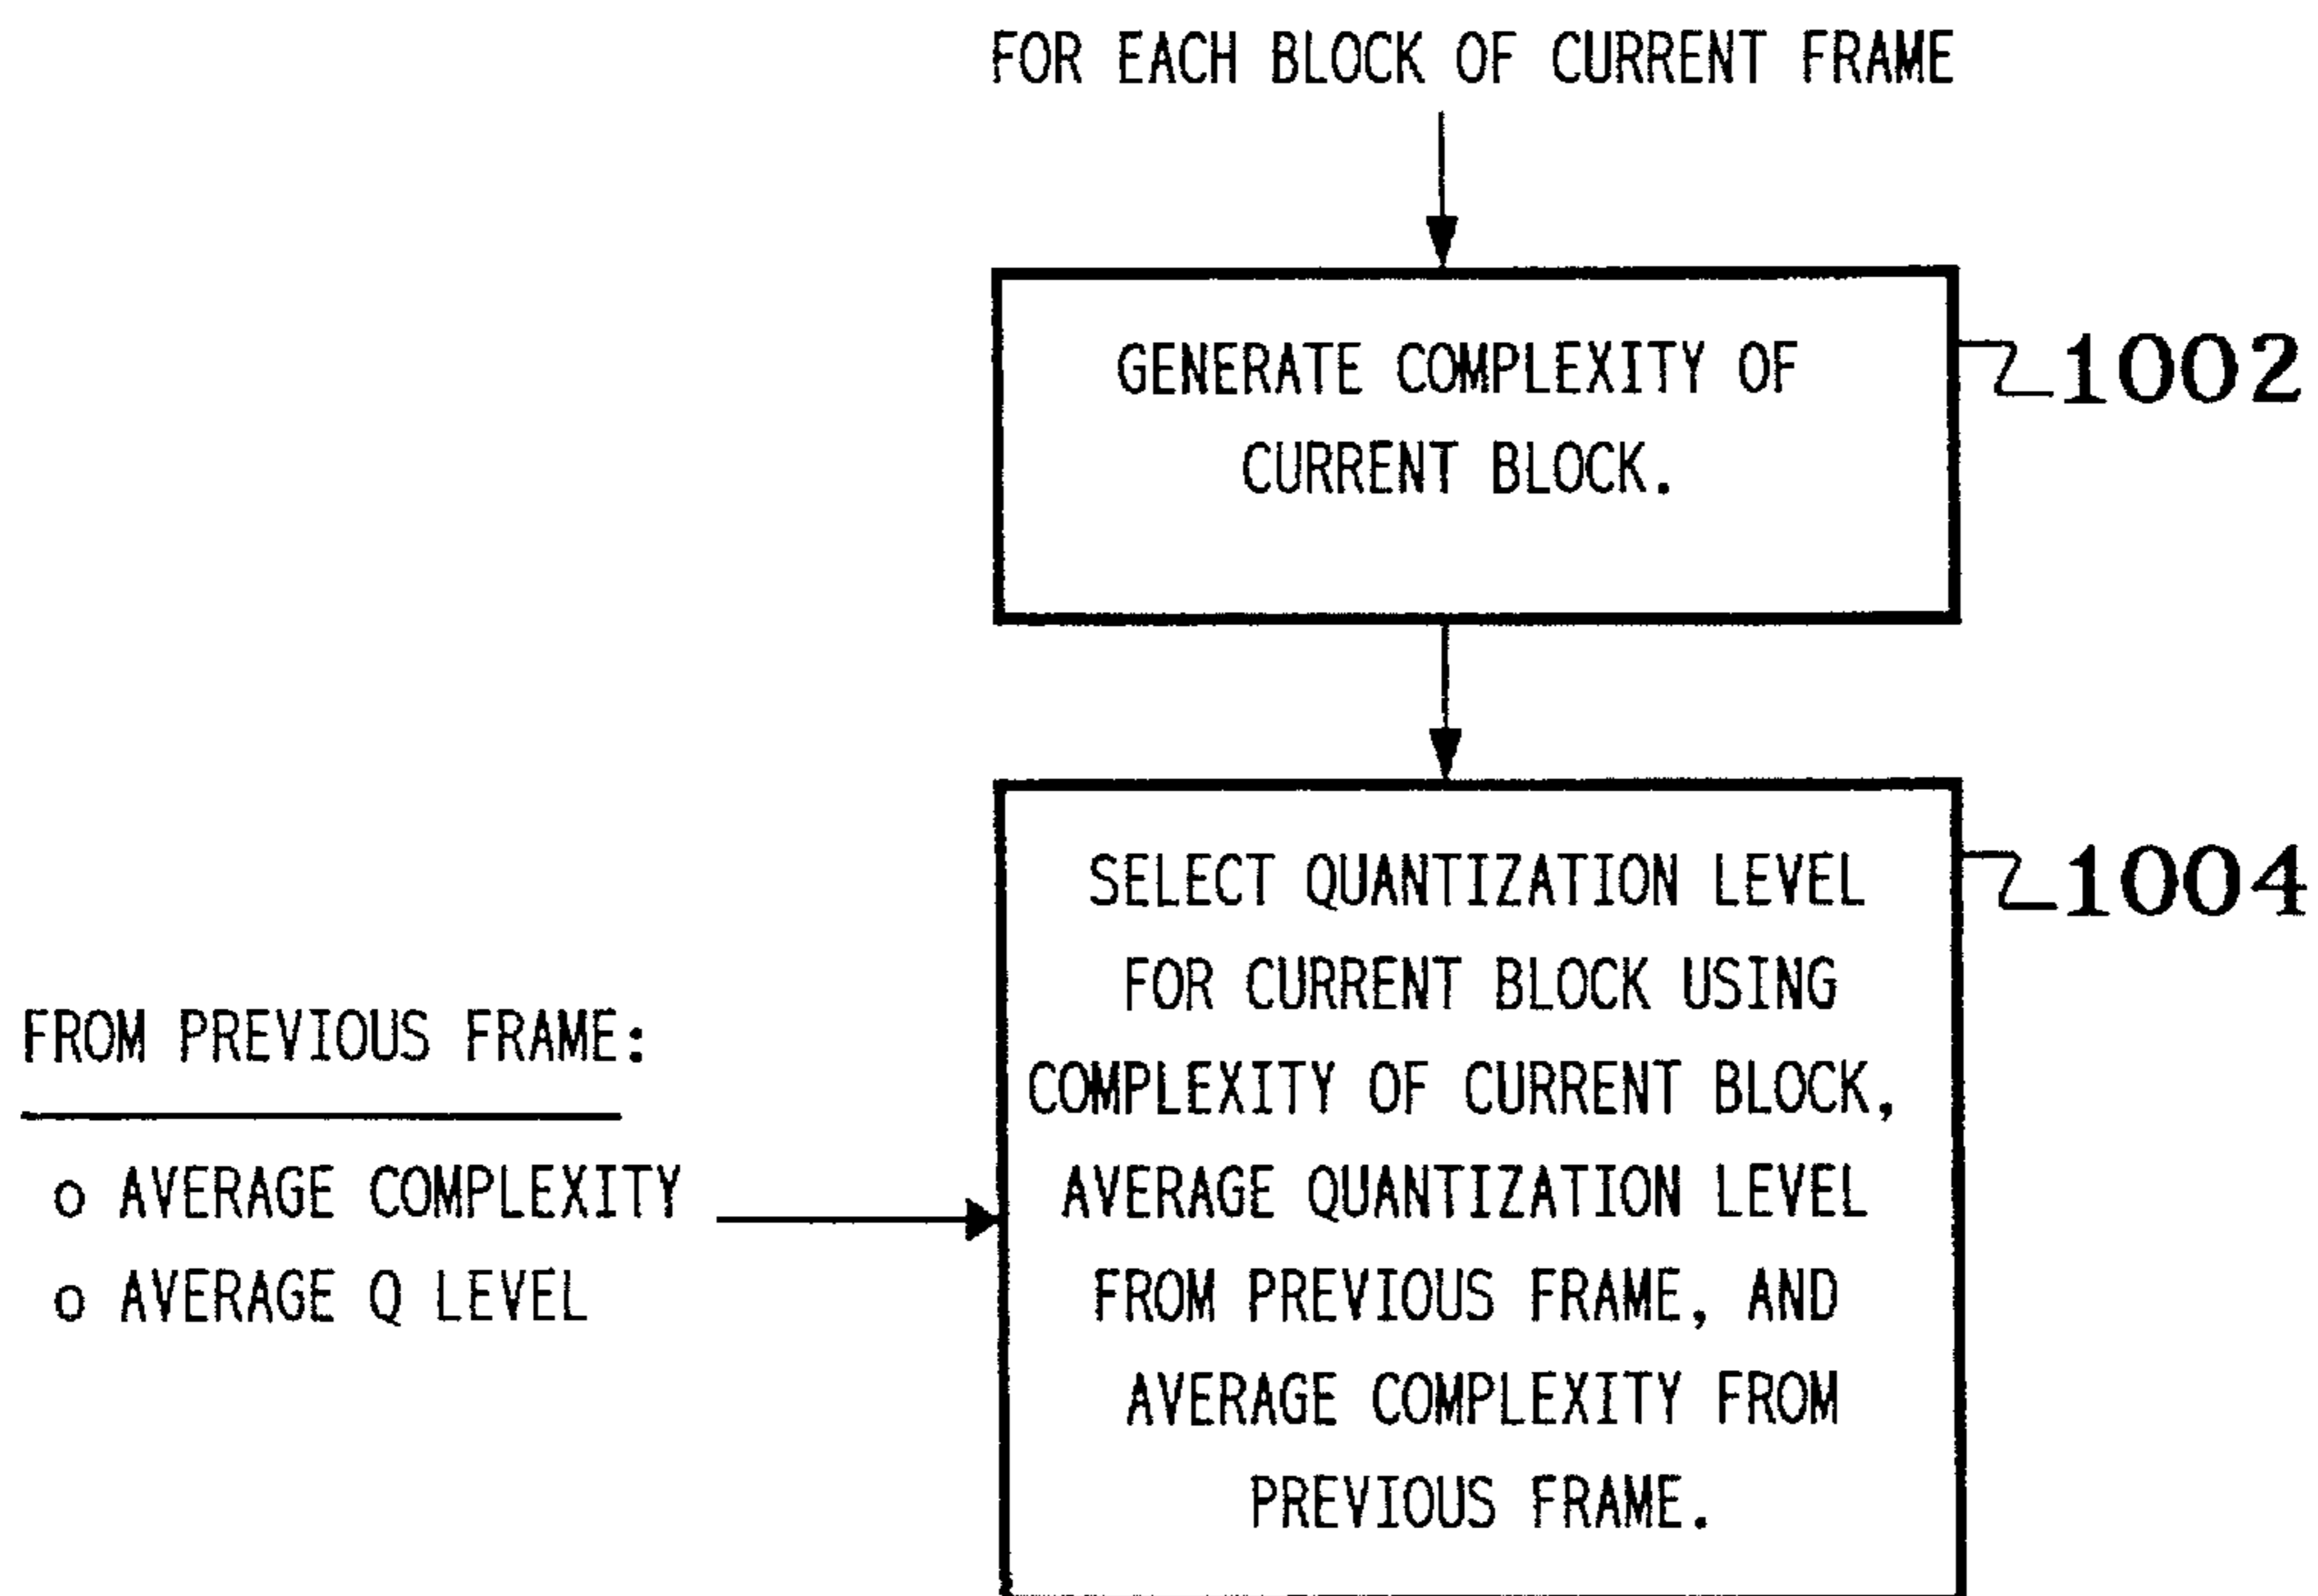 FOR EACH BLOCK OF CURRENT FRAME
GENERATE COMPLEXITY OF
CURRENT BLOCK.
1002
SELECT QUANTIZATION LEVEL
FOR CURRENT BLOCK USING
COMPLEXITY OF CURRENT BLOCK,
AVERAGE QUANTIZATION LEVEL
FROM PREVIOUS FRAME, AND
AVERAGE COMPLEXITY FROM
PREVIOUS FRAME.
1004
FROM PREVIOUS FRAME:
o AVERAGE COMPLEXITY
o AVERAGE Q LEVEL